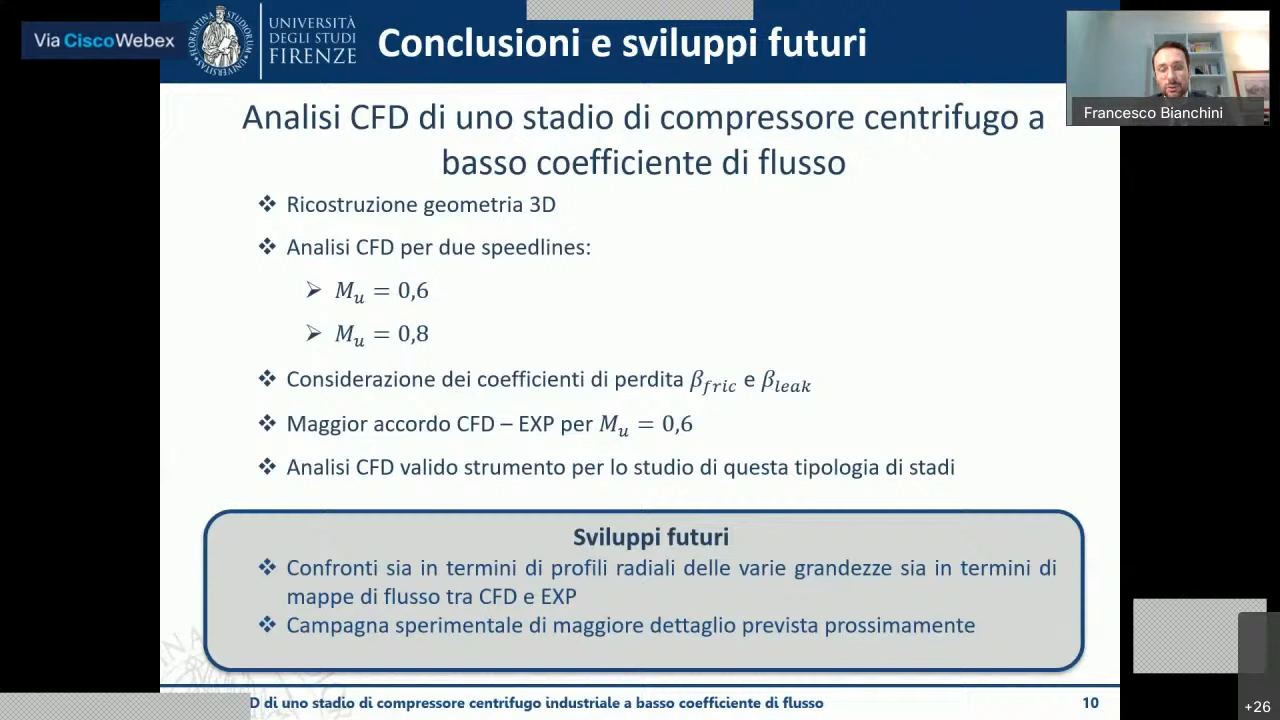 Via Cisco Webex
UNIVERSITÀ
DEGLI STUDI
FIRENZE
Conclusioni e sviluppi futuri
Francesco Bianchini
Analisi CFD di uno stadio di compressore centrifugo a
basso coefficiente di flusso
❖ Ricostruzione geometria 3D
❖ Analisi CFD per due speedlines:
➢ M_u = 0,6
➢ M_u = 0,8
❖ Considerazione dei coefficienti di perdita β_fric e β_leak
❖ Maggior accordo CFD – EXP per M_u = 0,6
❖ Analisi CFD valido strumento per lo studio di questa tipologia di stadi
Sviluppi futuri
❖ Confronti sia in termini di profili radiali delle varie grandezze sia in termini di
mappe di flusso tra CFD e EXP
❖ Campagna sperimentale di maggiore dettaglio prevista prossimamente
D di uno stadio di compressore centrifugo industriale a basso coefficiente di flusso
10
+26